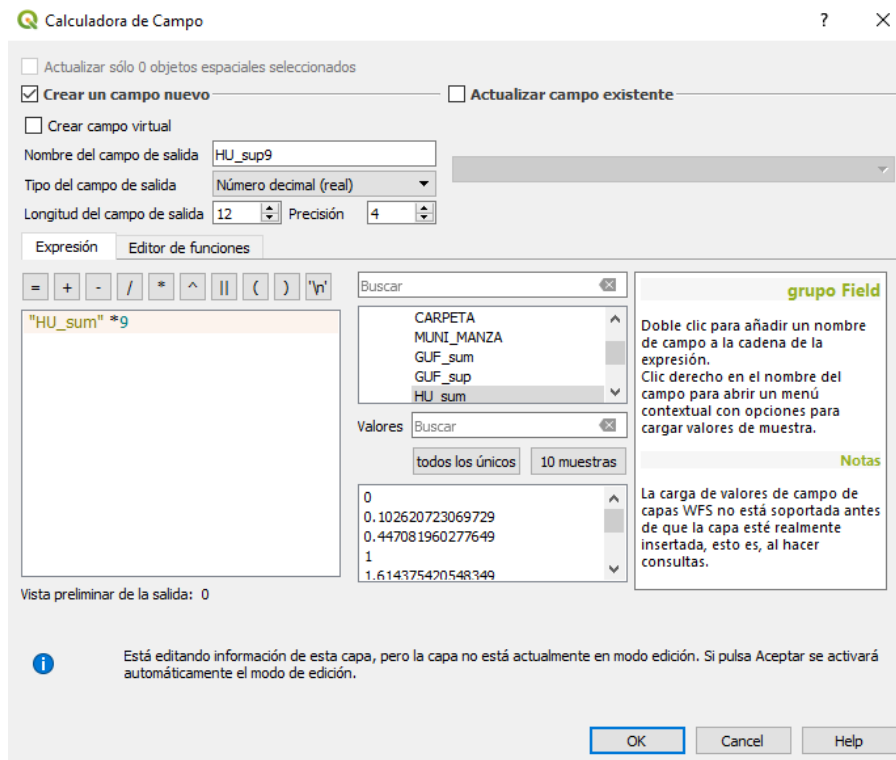 Calculadora de Campo
?
Actualizar sólo 0 objetos espaciales seleccionados
Crear un campo nuevo
Actualizar campo existente
Crear campo virtual
Nombre del campo de salida HU_sup9
Tipo del campo de salida Número decimal (real)
Longitud del campo de salida 12 Precisión 4
Expresión Editor de funciones
= + - / * ^ || ( ) '\n'
"HU_sum" *9
Vista preliminar de la salida: 0
Buscar
CARPETA
MUNI_MANZA
GUF_sum
GUF_sup
HU_sum
Valores Buscar
todos los únicos 10 muestras
0
0.102620723069729
0.447081960277649
1
1.614375420548349
grupo Field
Doble clic para añadir un nombre
de campo a la cadena de la
expresión.
Clic derecho en el nombre del
campo para abrir un menú
contextual con opciones para
cargar valores de muestra.
Notas
La carga de valores de campo de
capas WFS no está soportada antes
de que la capa esté realmente
insertada, esto es, al hacer
consultas.
Está editando información de esta capa, pero la capa no está actualmente en modo edición. Si pulsa Aceptar se activará
automáticamente el modo de edición.
OK Cancel Help